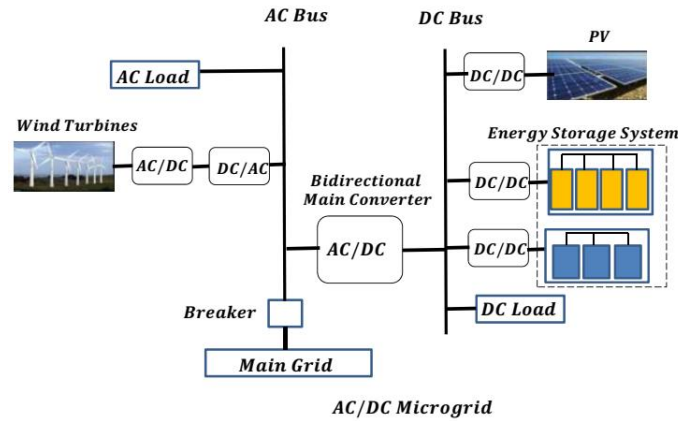 AC Bus
DC Bus
PV
AC Load
DC/DC
Wind Turbines
Energy Storage System
AC/DC
DC/AC
DC/DC
Bidirectional
Main Converter
AC/DC
DC/DC
Breaker
DC Load
Main Grid
AC/DC Microgrid